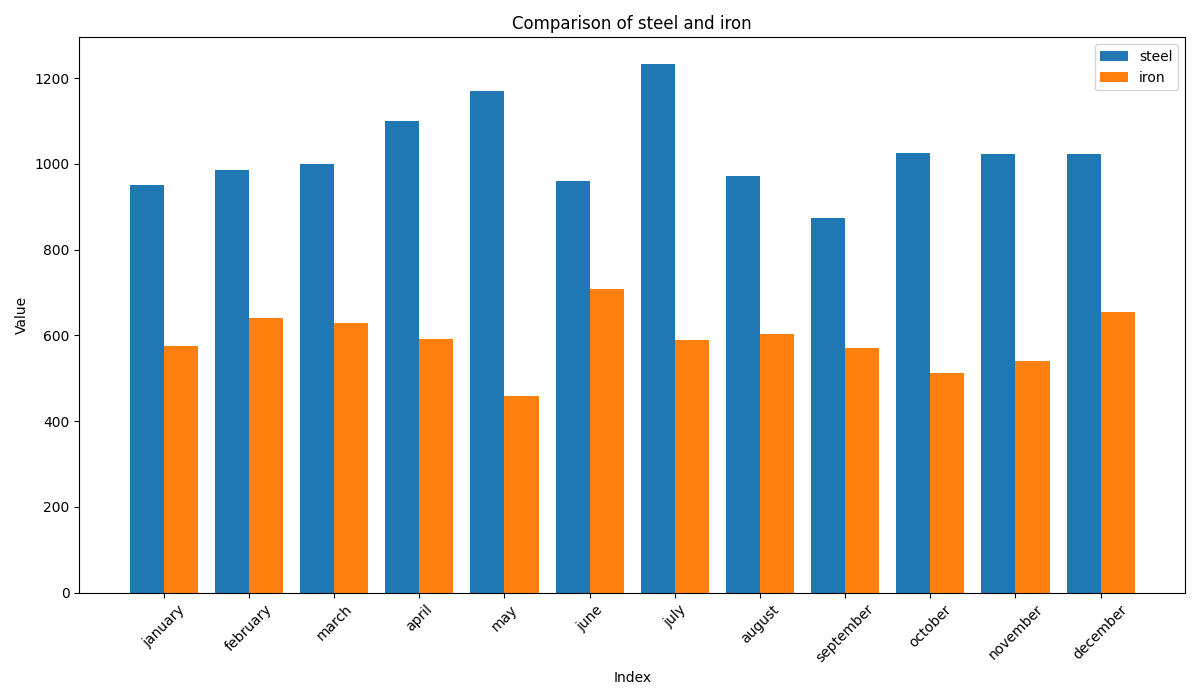 Comparison of steel and iron
steel
iron
Value
1200
1000
800
600
400
200
0
january
february
march
april
may
june
july
august
september
october
november
december
Index